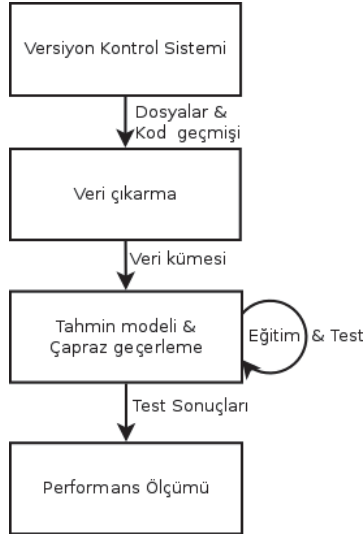 Versiyon Kontrol Sistemi
Dosyalar &
Kod geçmişi
Veri çıkarma
Veri kümesi
Tahmin modeli &
Çapraz geçerleme
Eğitim & Test
Test Sonuçları
Performans Ölçümü